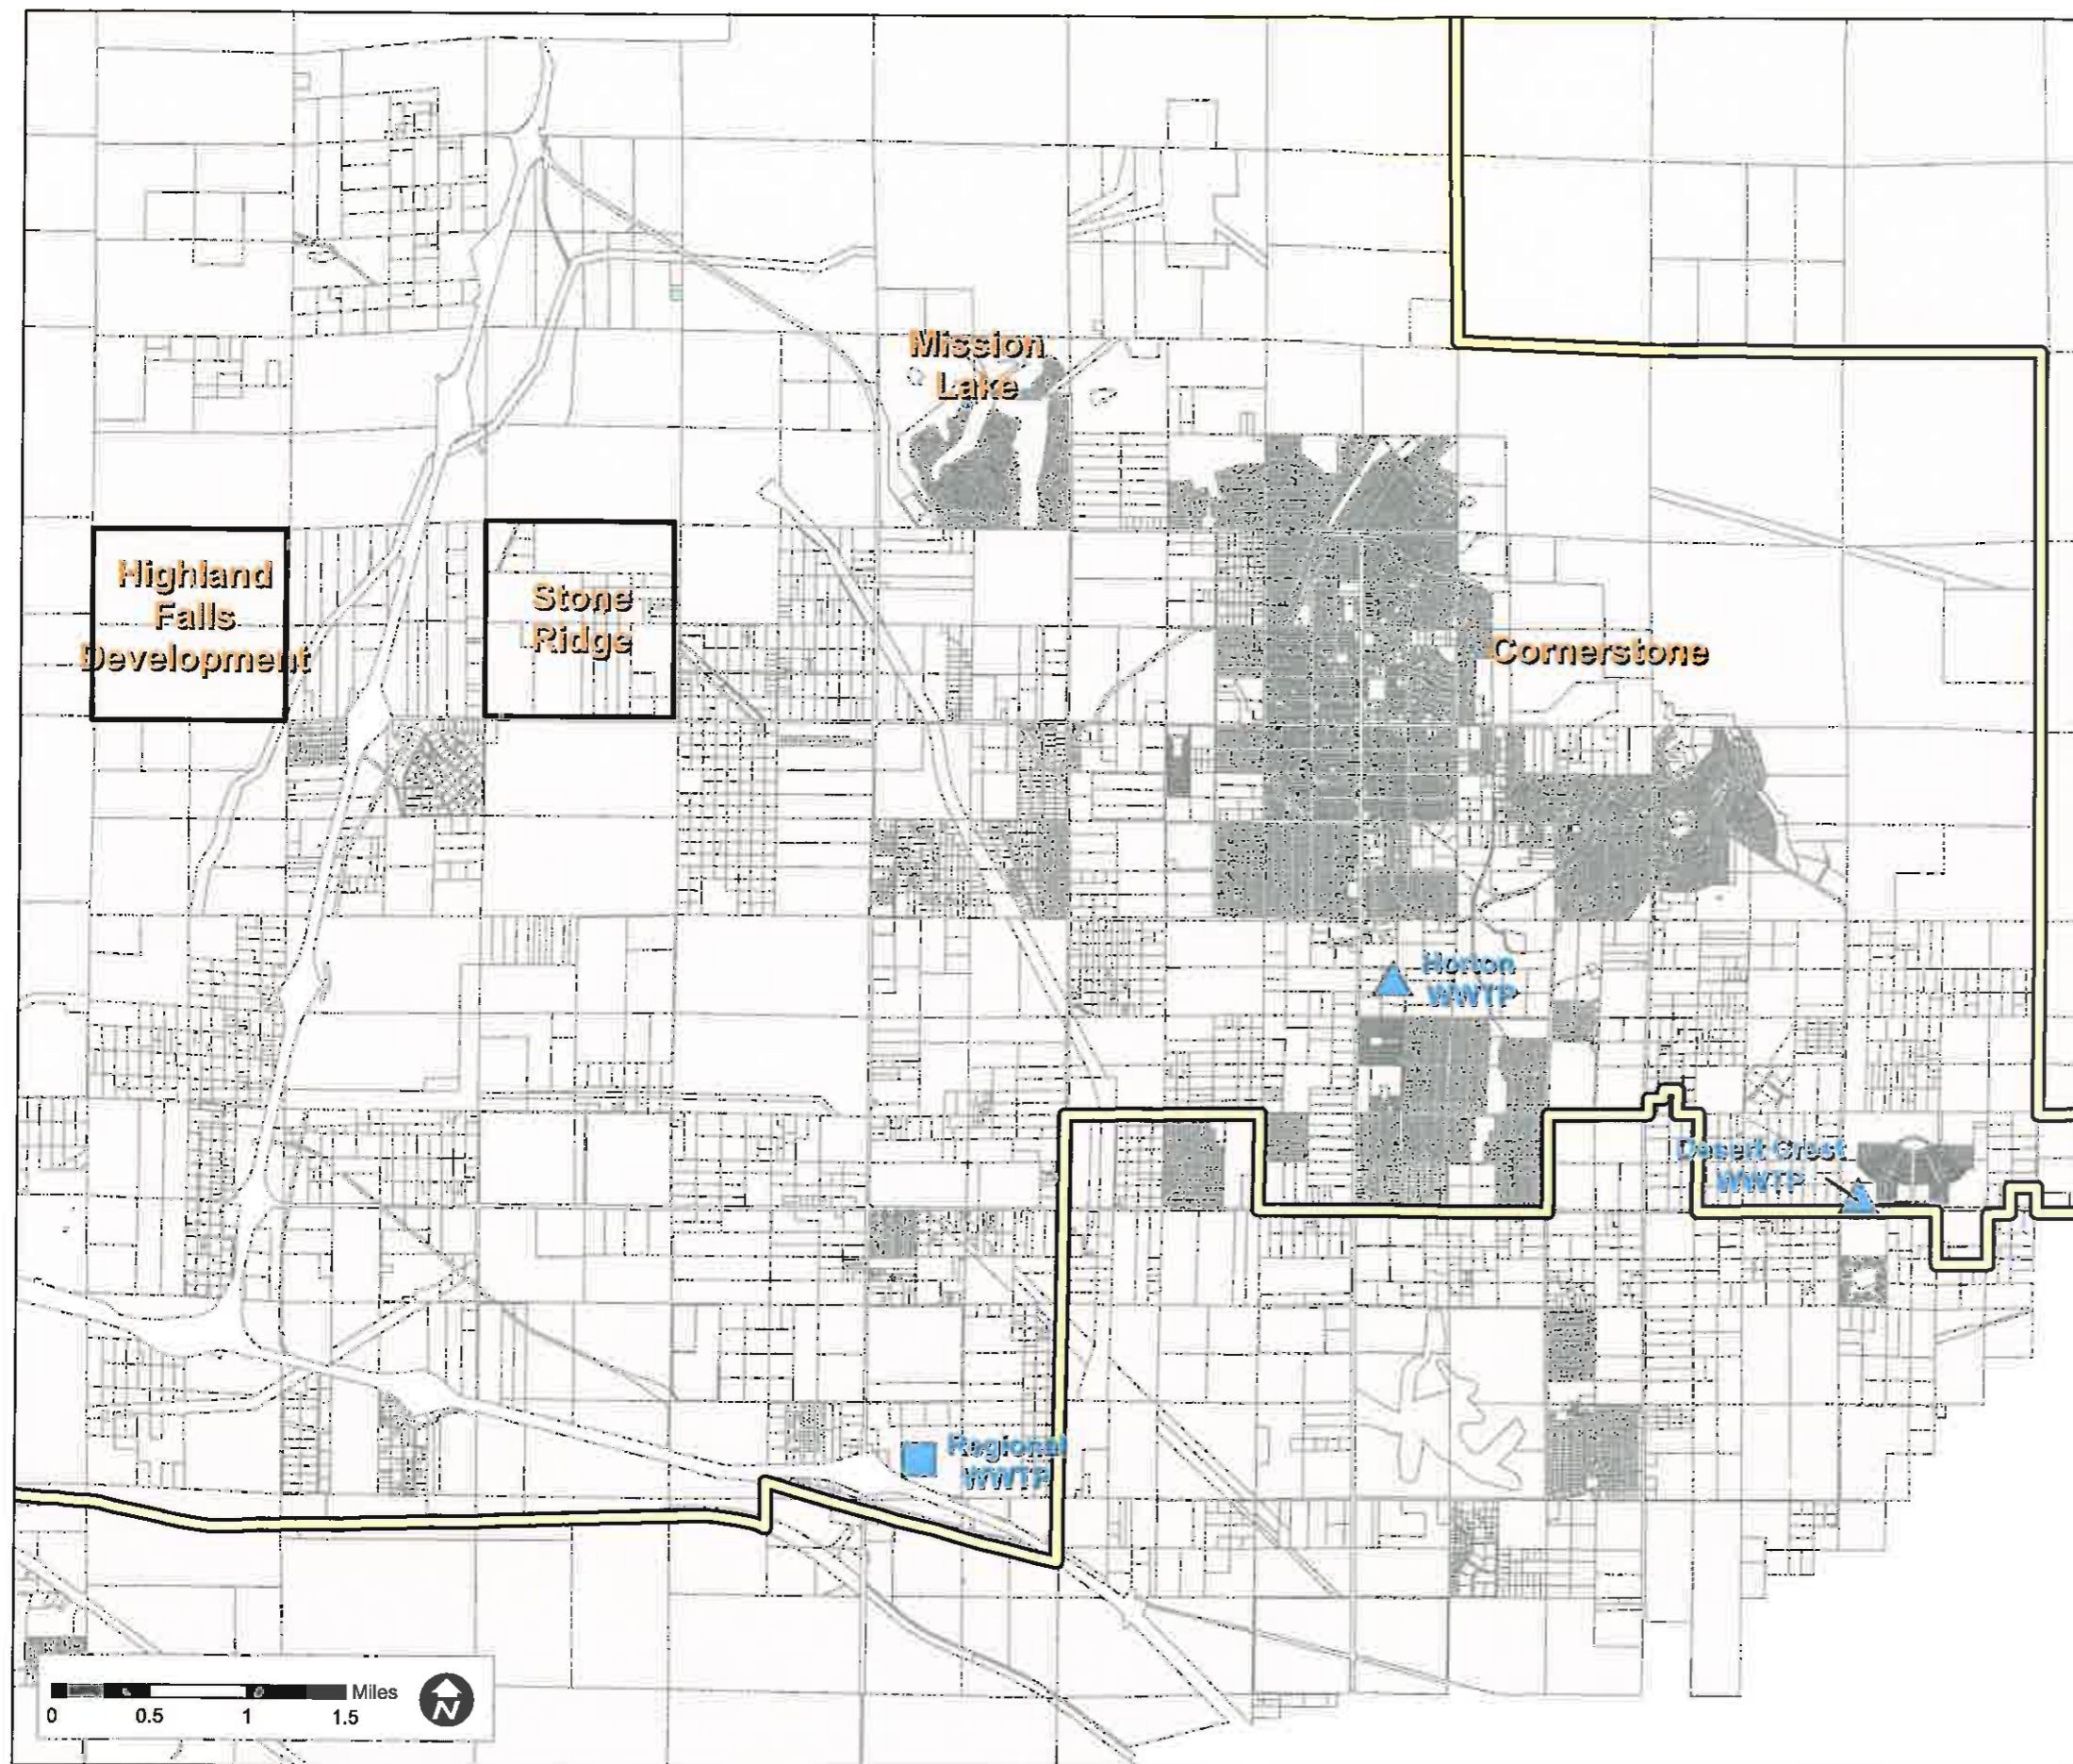 Mission
Lake
Highland
Falls
Development
Stone
Ridge
Cornerstone
Horton
WWTP
Desert Crest
WWTP
Regional
WWTP
Miles
0 0.5 1 1.5
N